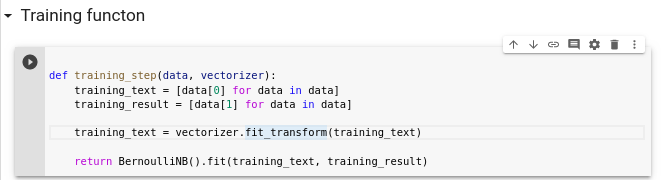 Training functon
def training_step(data, vectorizer):
training_text = [data[0] for data in data]
training_result = [data[1] for data in data]
training_text = vectorizer.fit_transform(training_text)
return BernoulliNB().fit(training_text, training_result)